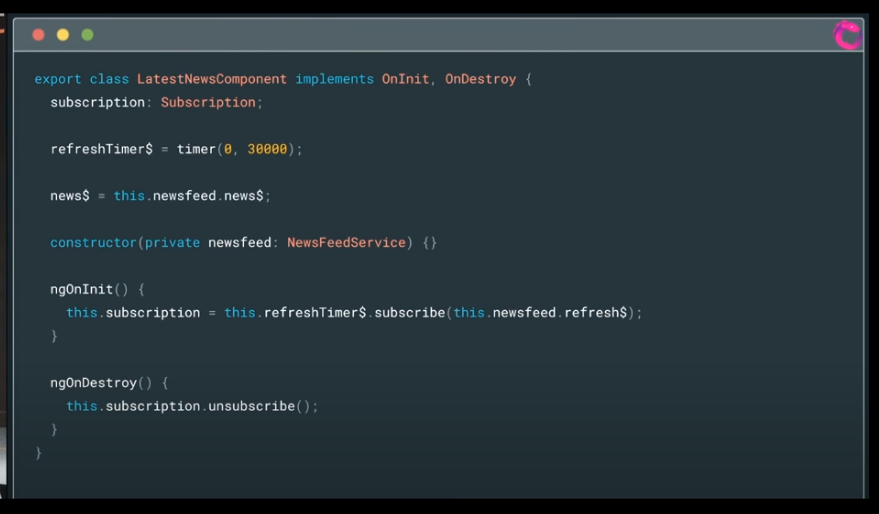 export class LatestNewsComponent implements OnInit, OnDestroy {
subscription: Subscription;
refreshTimer$ = timer(0, 30000);
news$ = this.newsfeed.news$;
constructor(private newsfeed: NewsFeedService) {}
ngOnInit() {
this.subscription = this.refreshTimer$.subscribe(this.newsfeed.refresh$);
}
ngOnDestroy() {
this.subscription.unsubscribe();
}
}